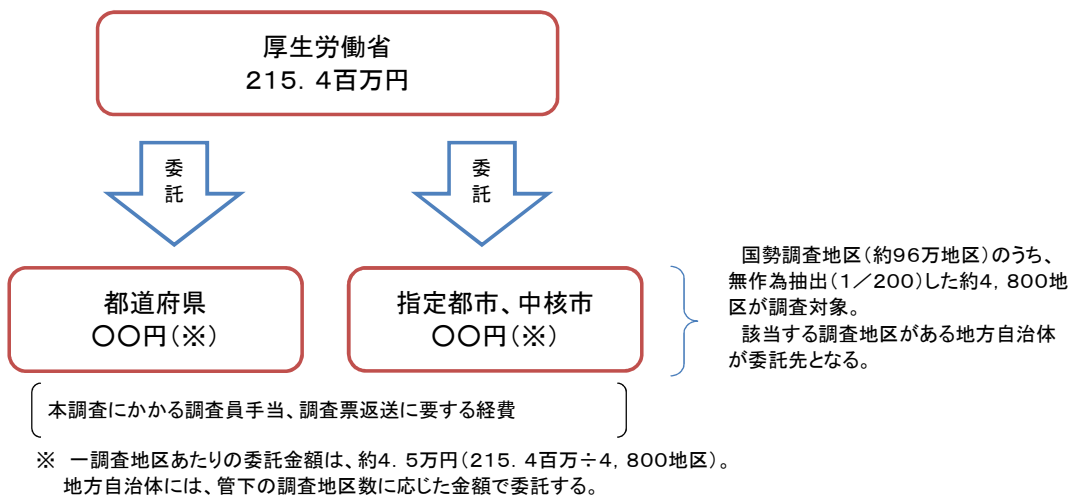 厚生労働省
215.4百万円
委託
委託
都道府県
〇〇円(※)
指定都市、中核市
〇〇円(※)
国勢調査地区(約96万地区)のうち、
無作為抽出(1/200)した約4,800地
区が調査対象。
該当する調査地区がある地方自治体
が委託先となる。
本調査にかかる調査員手当、調査票返送に要する経費
※ 一調査地区あたりの委託金額は、約4.5万円(215.4百万÷4,800地区)。
地方自治体には、管下の調査地区数に応じた金額で委託する。